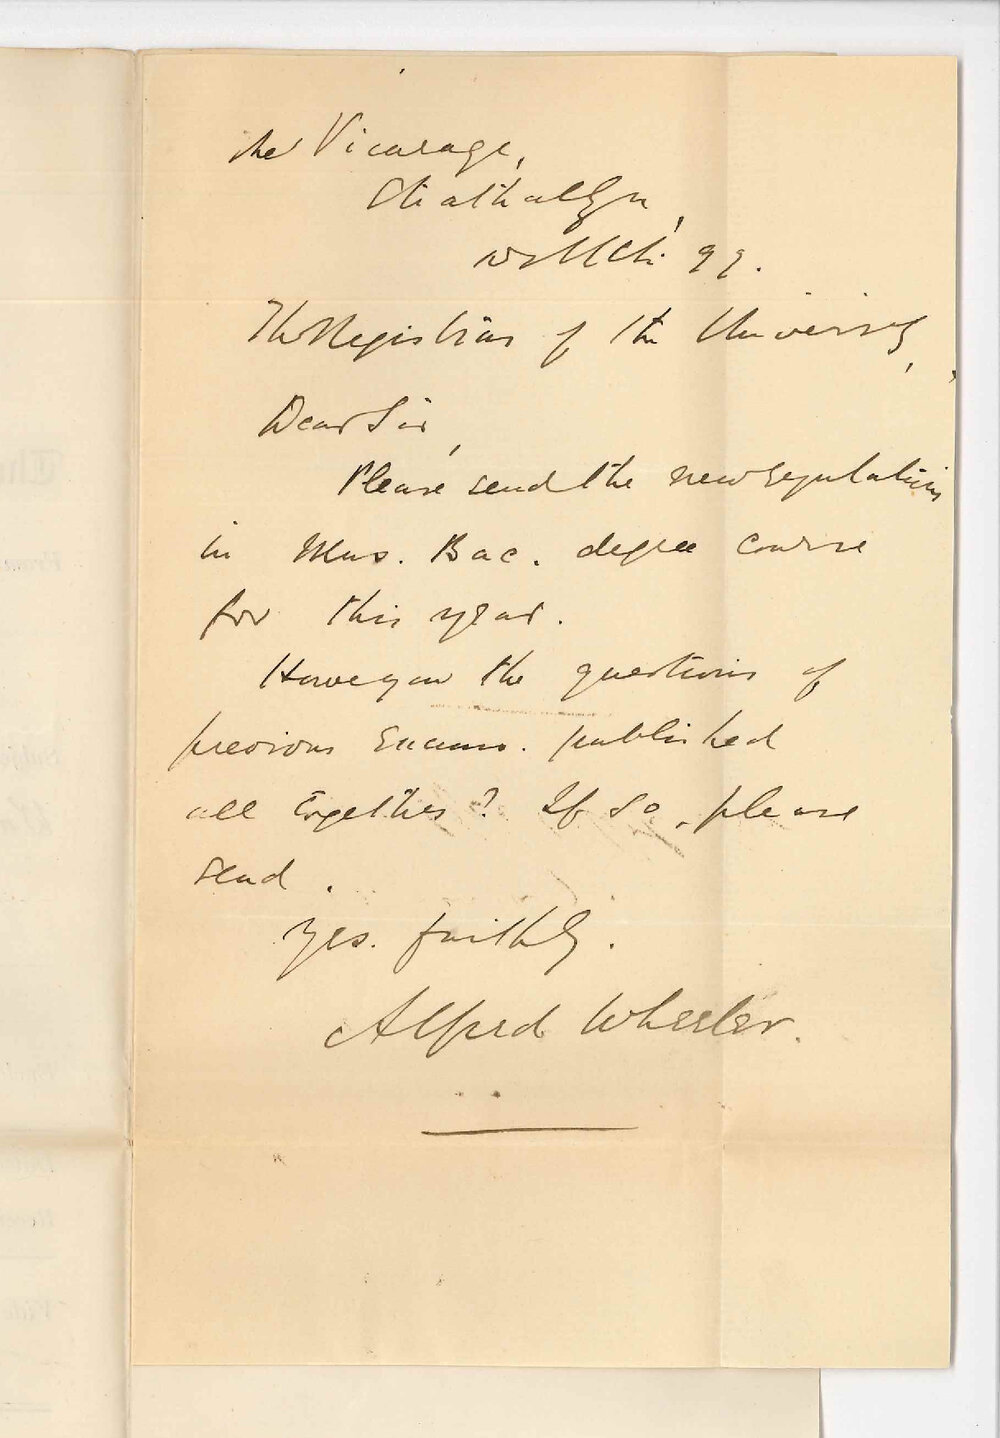 The Vicarage,
Strathalbyn,
Mch. 99.
The Registrar of the University,
Dear Sir,
Please send the new regulations
in Mus. Bac. degree course
for this year.
Have you the questions of
previous Exams. published
all together? If so, please
send.
Yrs. faithly.
Alfred Wheeler.